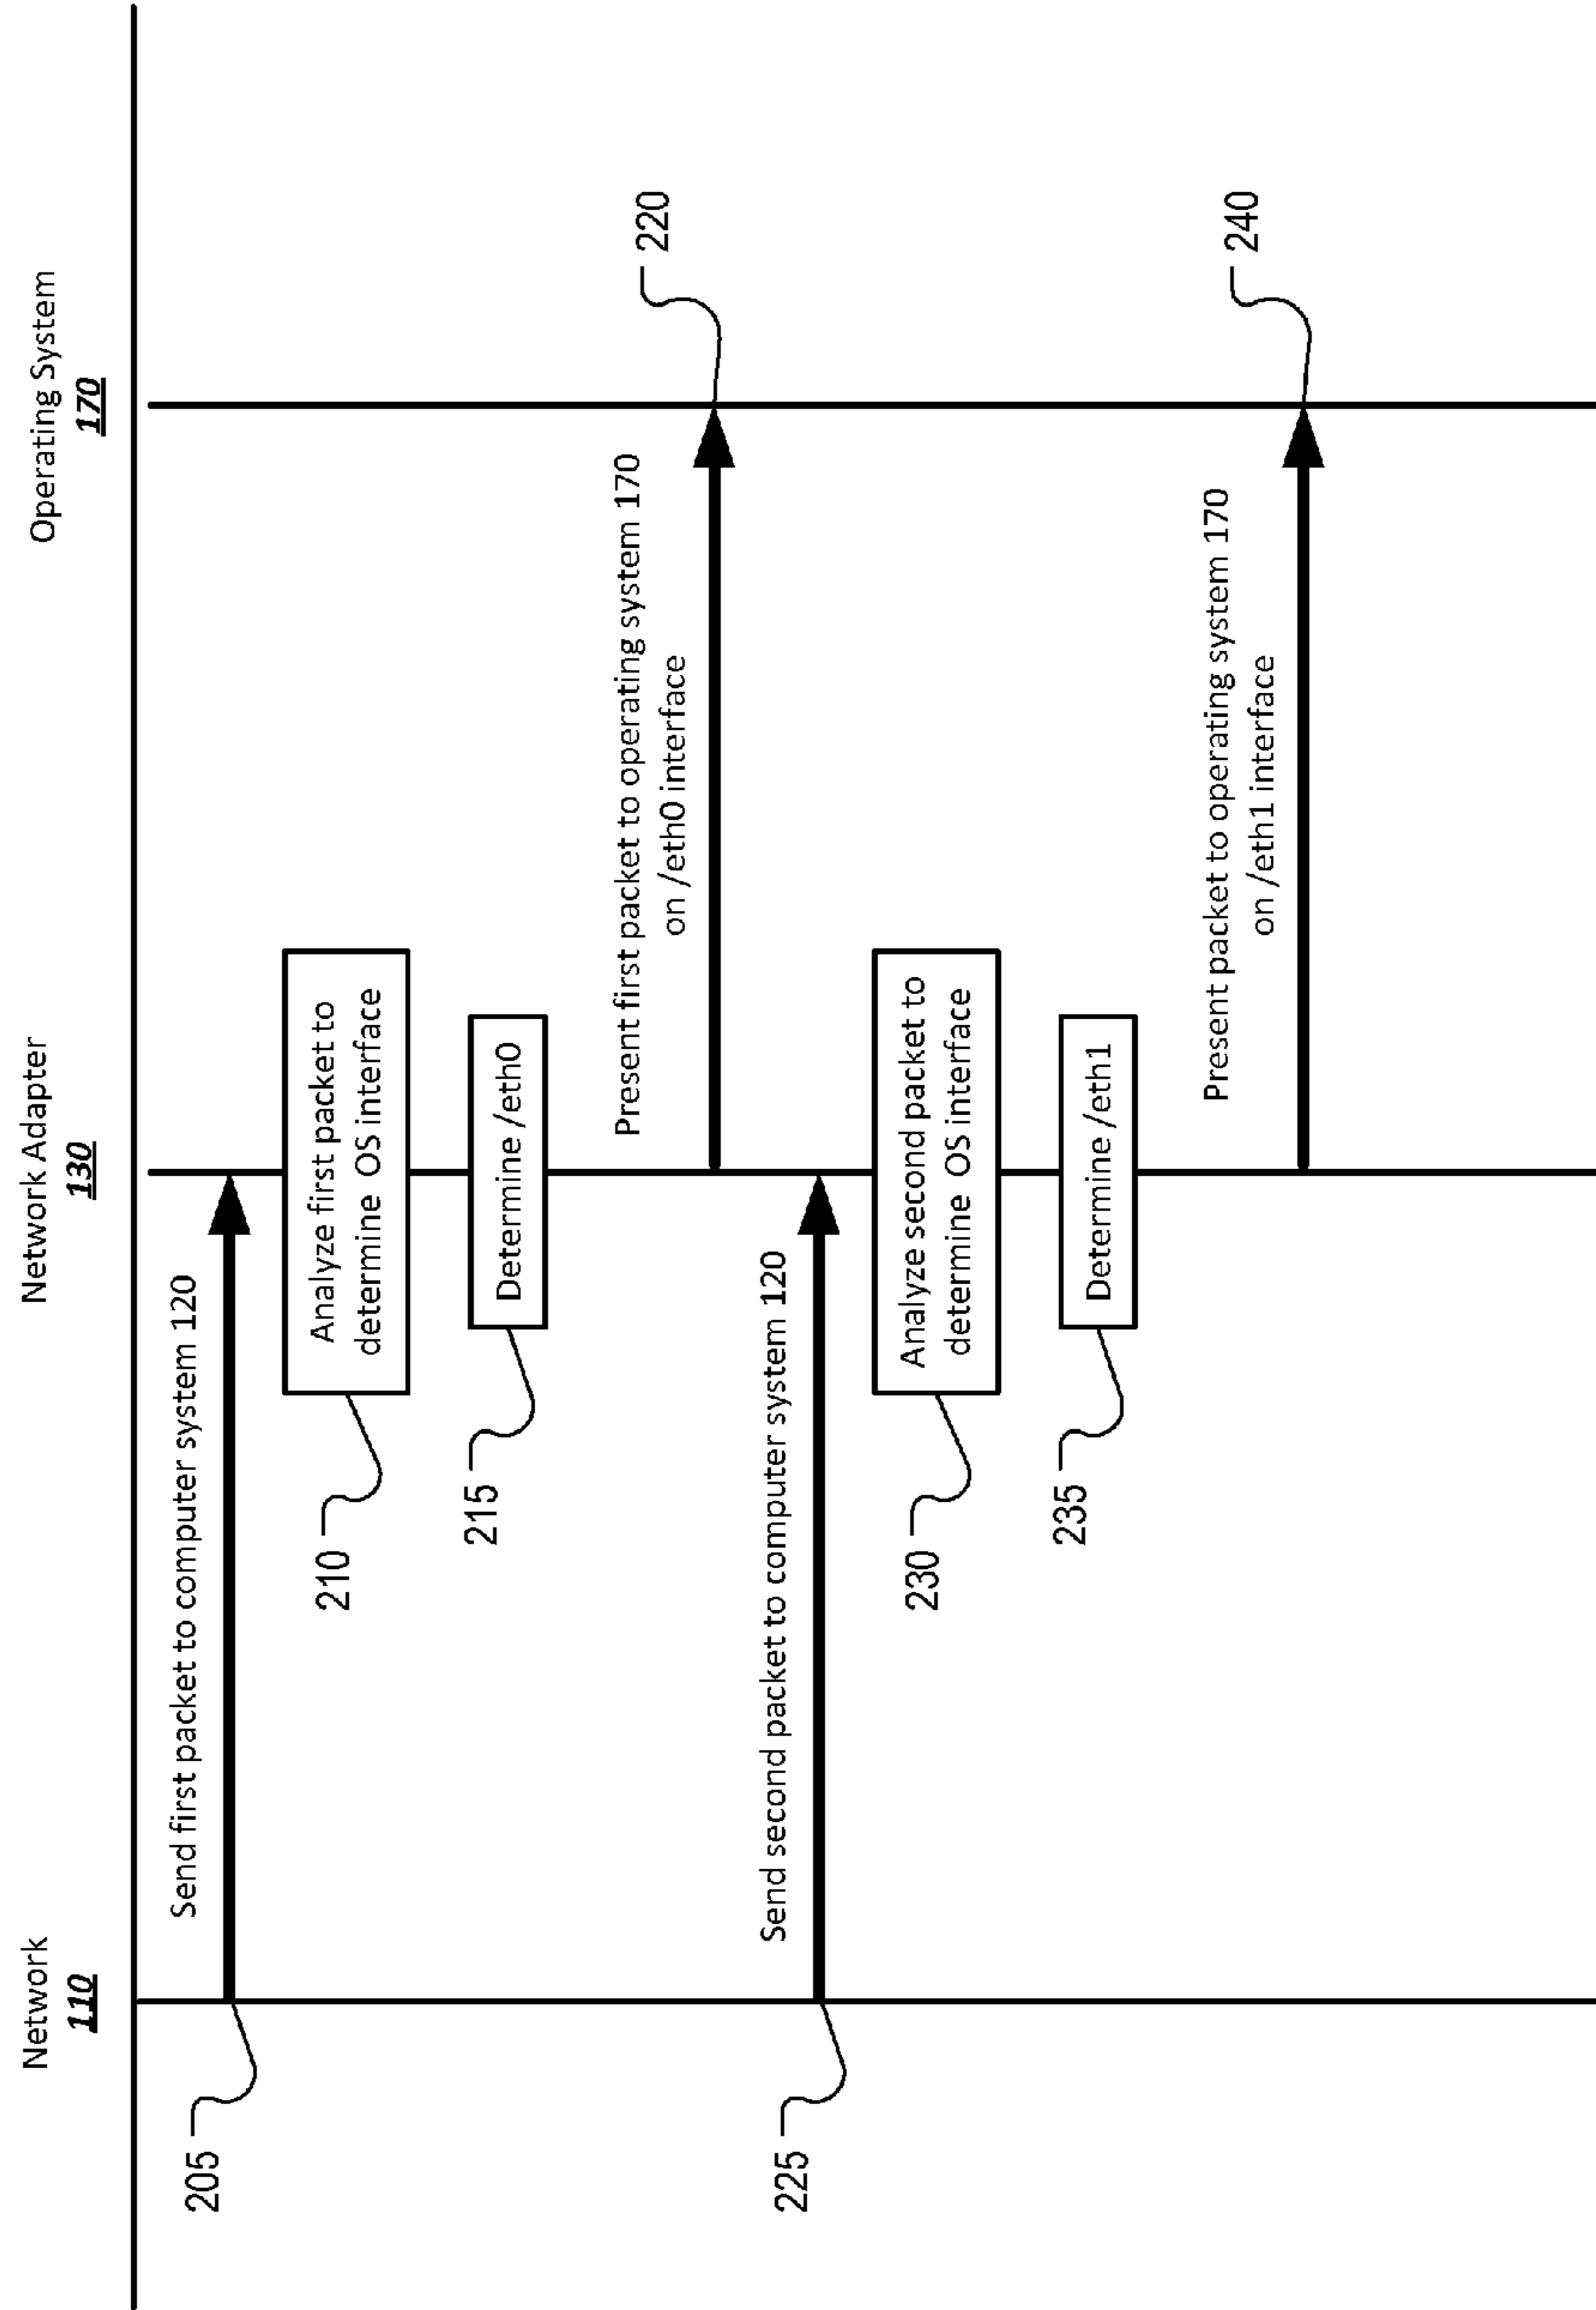 Network
110
Network Adapter
130
Operating System
170
205
Send first packet to computer system 120
210
Analyze first packet to
determine OS interface
215
Determine /eth0
Present first packet to operating system 170
on /eth0 interface
220
225
Send second packet to computer system 120
230
Analyze second packet to
determine OS interface
235
Determine /eth1
Present packet to operating system 170
on /eth1 interface
240